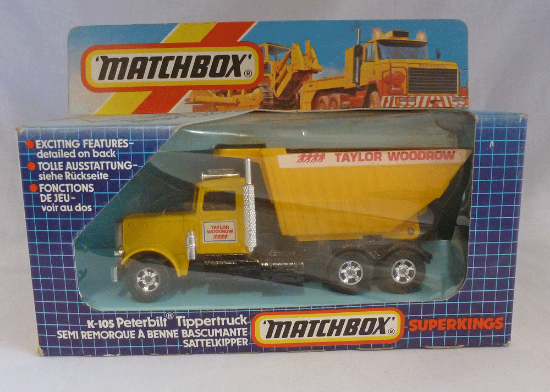 MATCHBOX®
EXCITING FEATURES–
detailed on back
TOLLE AUSSTATTUNG–
siehe Rückseite
FONCTIONS
DE JEU–
voir au dos
TAYLOR WOODROW
TAYLOR
WOODROW
K-105 Peterbilt® Tippertruck
SEMI REMORQUE À BENNE BASCUMANTE
SATTELKIPPER
MATCHBOX®
SUPERKINGS